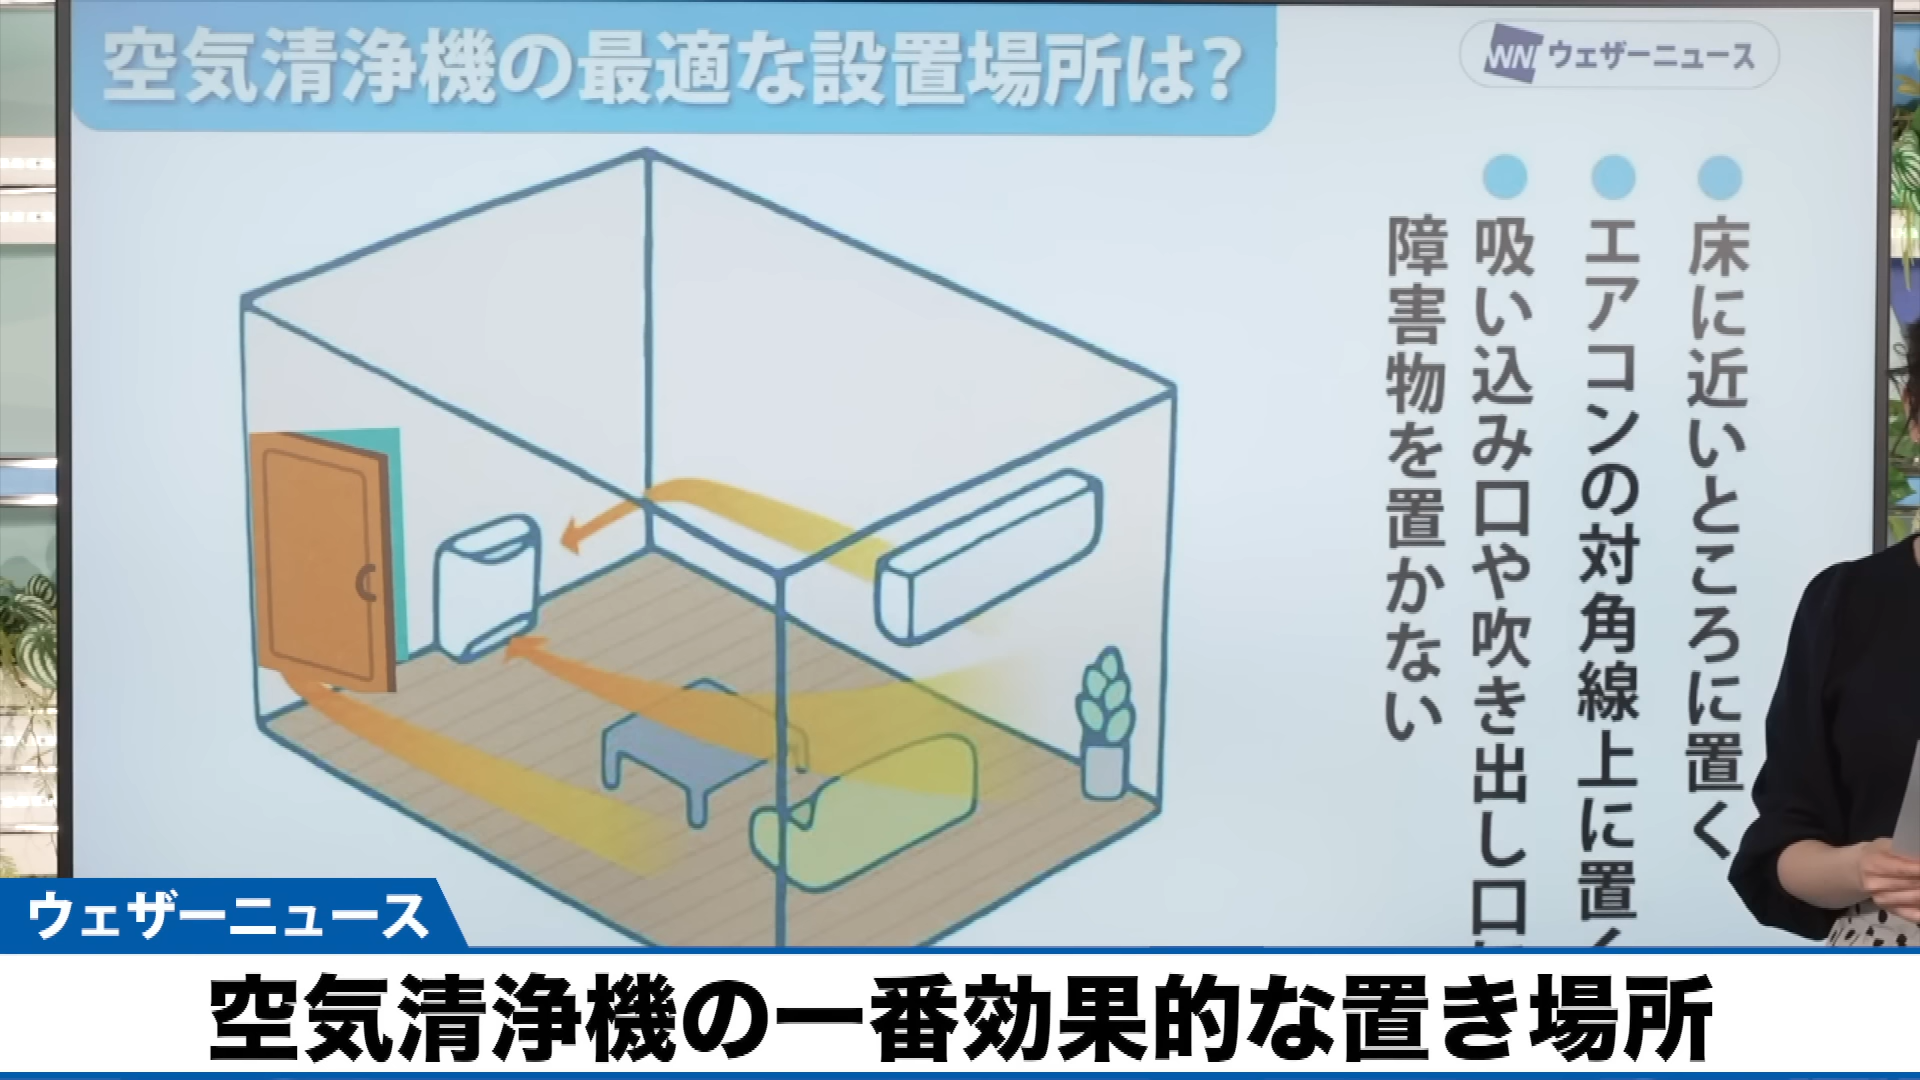 空気清浄機の最適な設置場所は?
WNI ウェザーニュース
●床に近いところに置く
●エアコンの対角線上に置く
●吸い込み口や吹き出し口に
障害物を置かない
ウェザーニュース
空気清浄機の一番効果的な置き場所